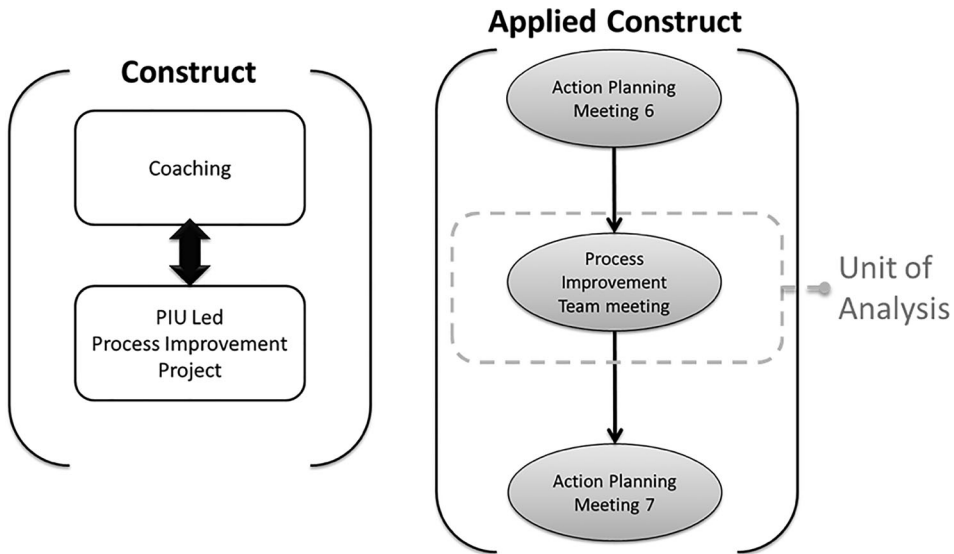 Construct
Coaching
PIU Led
Process Improvement
Project
Applied Construct
Action Planning
Meeting 6
Process
Improvement
Team meeting
Action Planning
Meeting 7
Unit of
Analysis